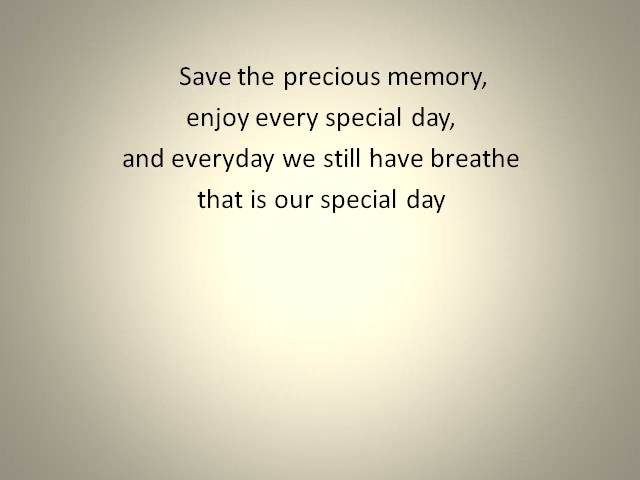 Save the precious memory,
enjoy every special day,
and everyday we still have breathe
that is our special day